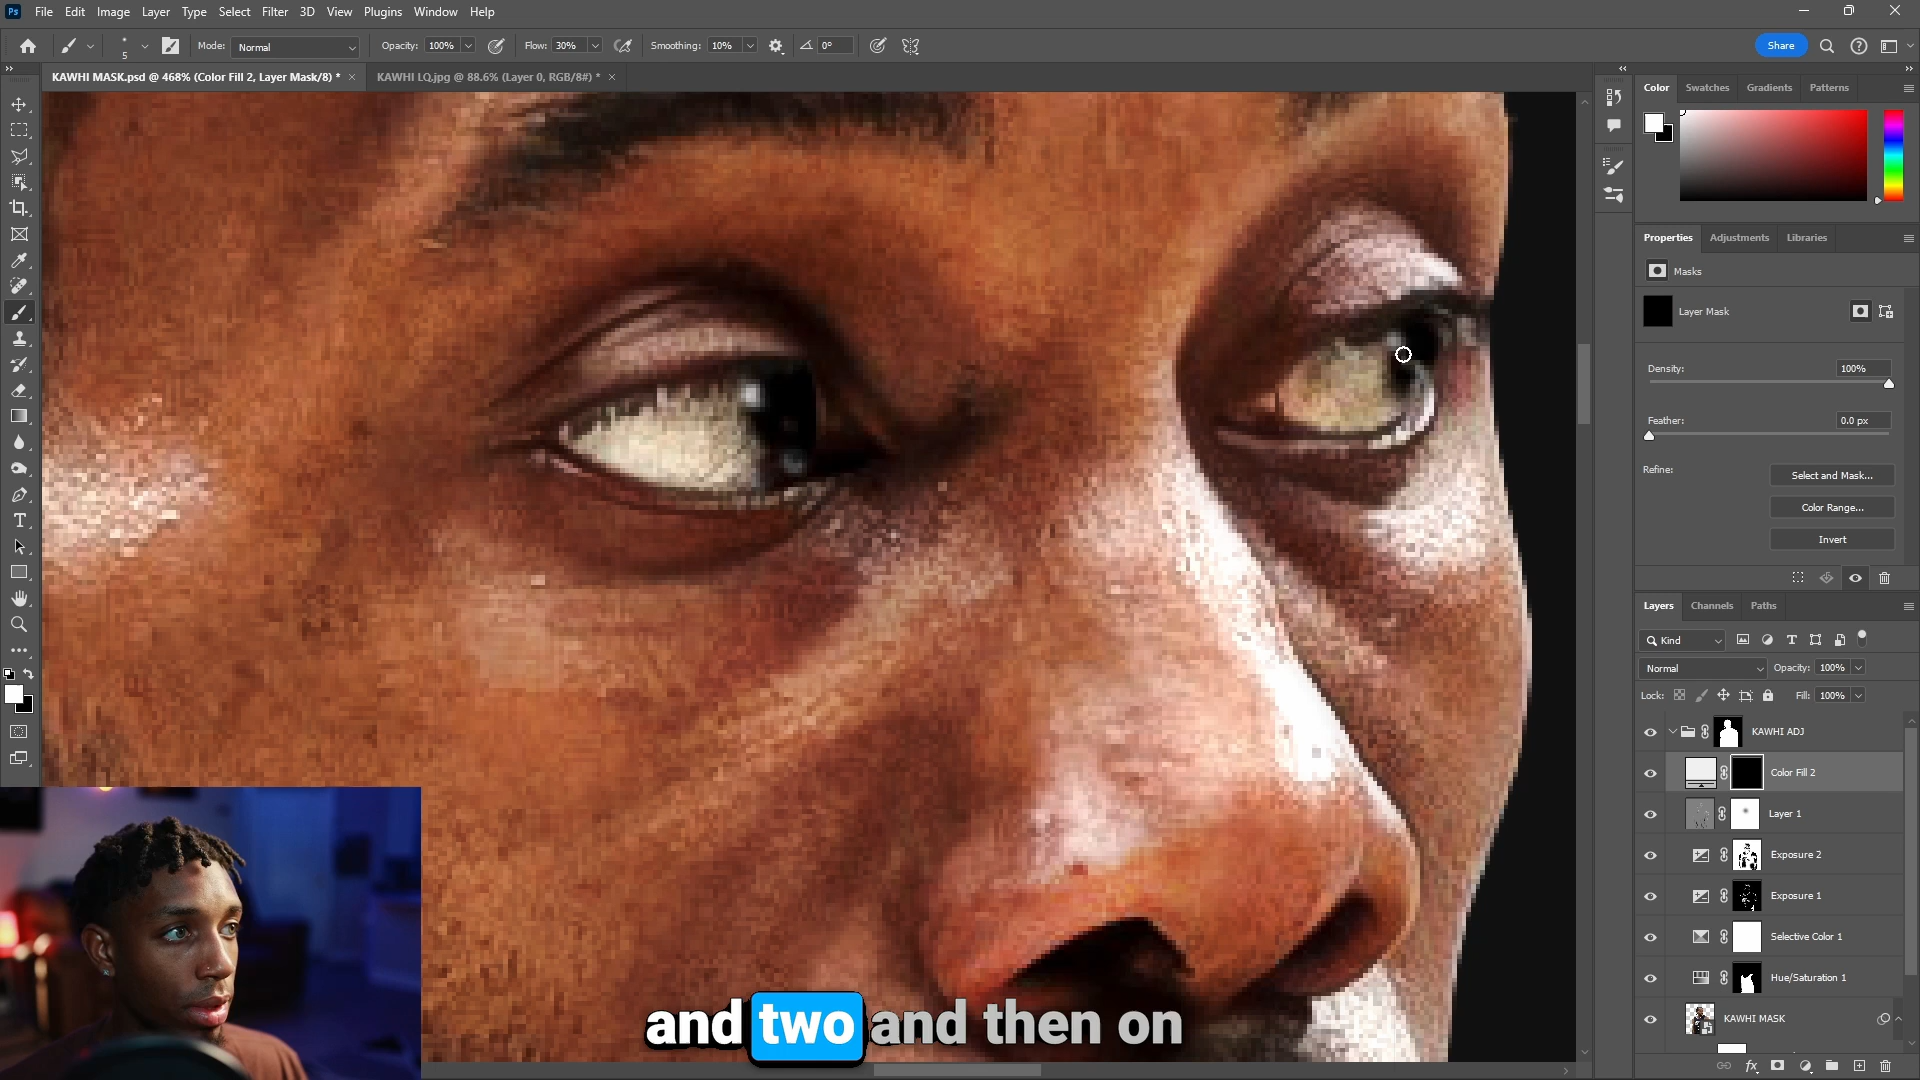 Ps File Edit Image Layer Type Select Filter 3D View Plugins Window Help
5 Mode: Normal Opacity: 100% Flow: 30% Smoothing: 10% 0° Share
KAWHI MASK.psd @ 468% (Color Fill 2, Layer Mask/8) * × KAWHI LQ.jpg @ 88.6% (Layer 0, RGB/8#) * ×
Color Swatches Gradients Patterns
Properties Adjustments Libraries
Masks
Layer Mask
Density: 100%
Feather: 0.0 px
Refine: Select and Mask...
Color Range...
Invert
Layers Channels Paths
Kind
Normal Opacity: 100%
Lock: Fill: 100%
KAWHI ADJ
Color Fill 2
Layer 1
Exposure 2
Exposure 1
Selective Color 1
Hue/Saturation 1
KAWHI MASK
fx
and two and then on